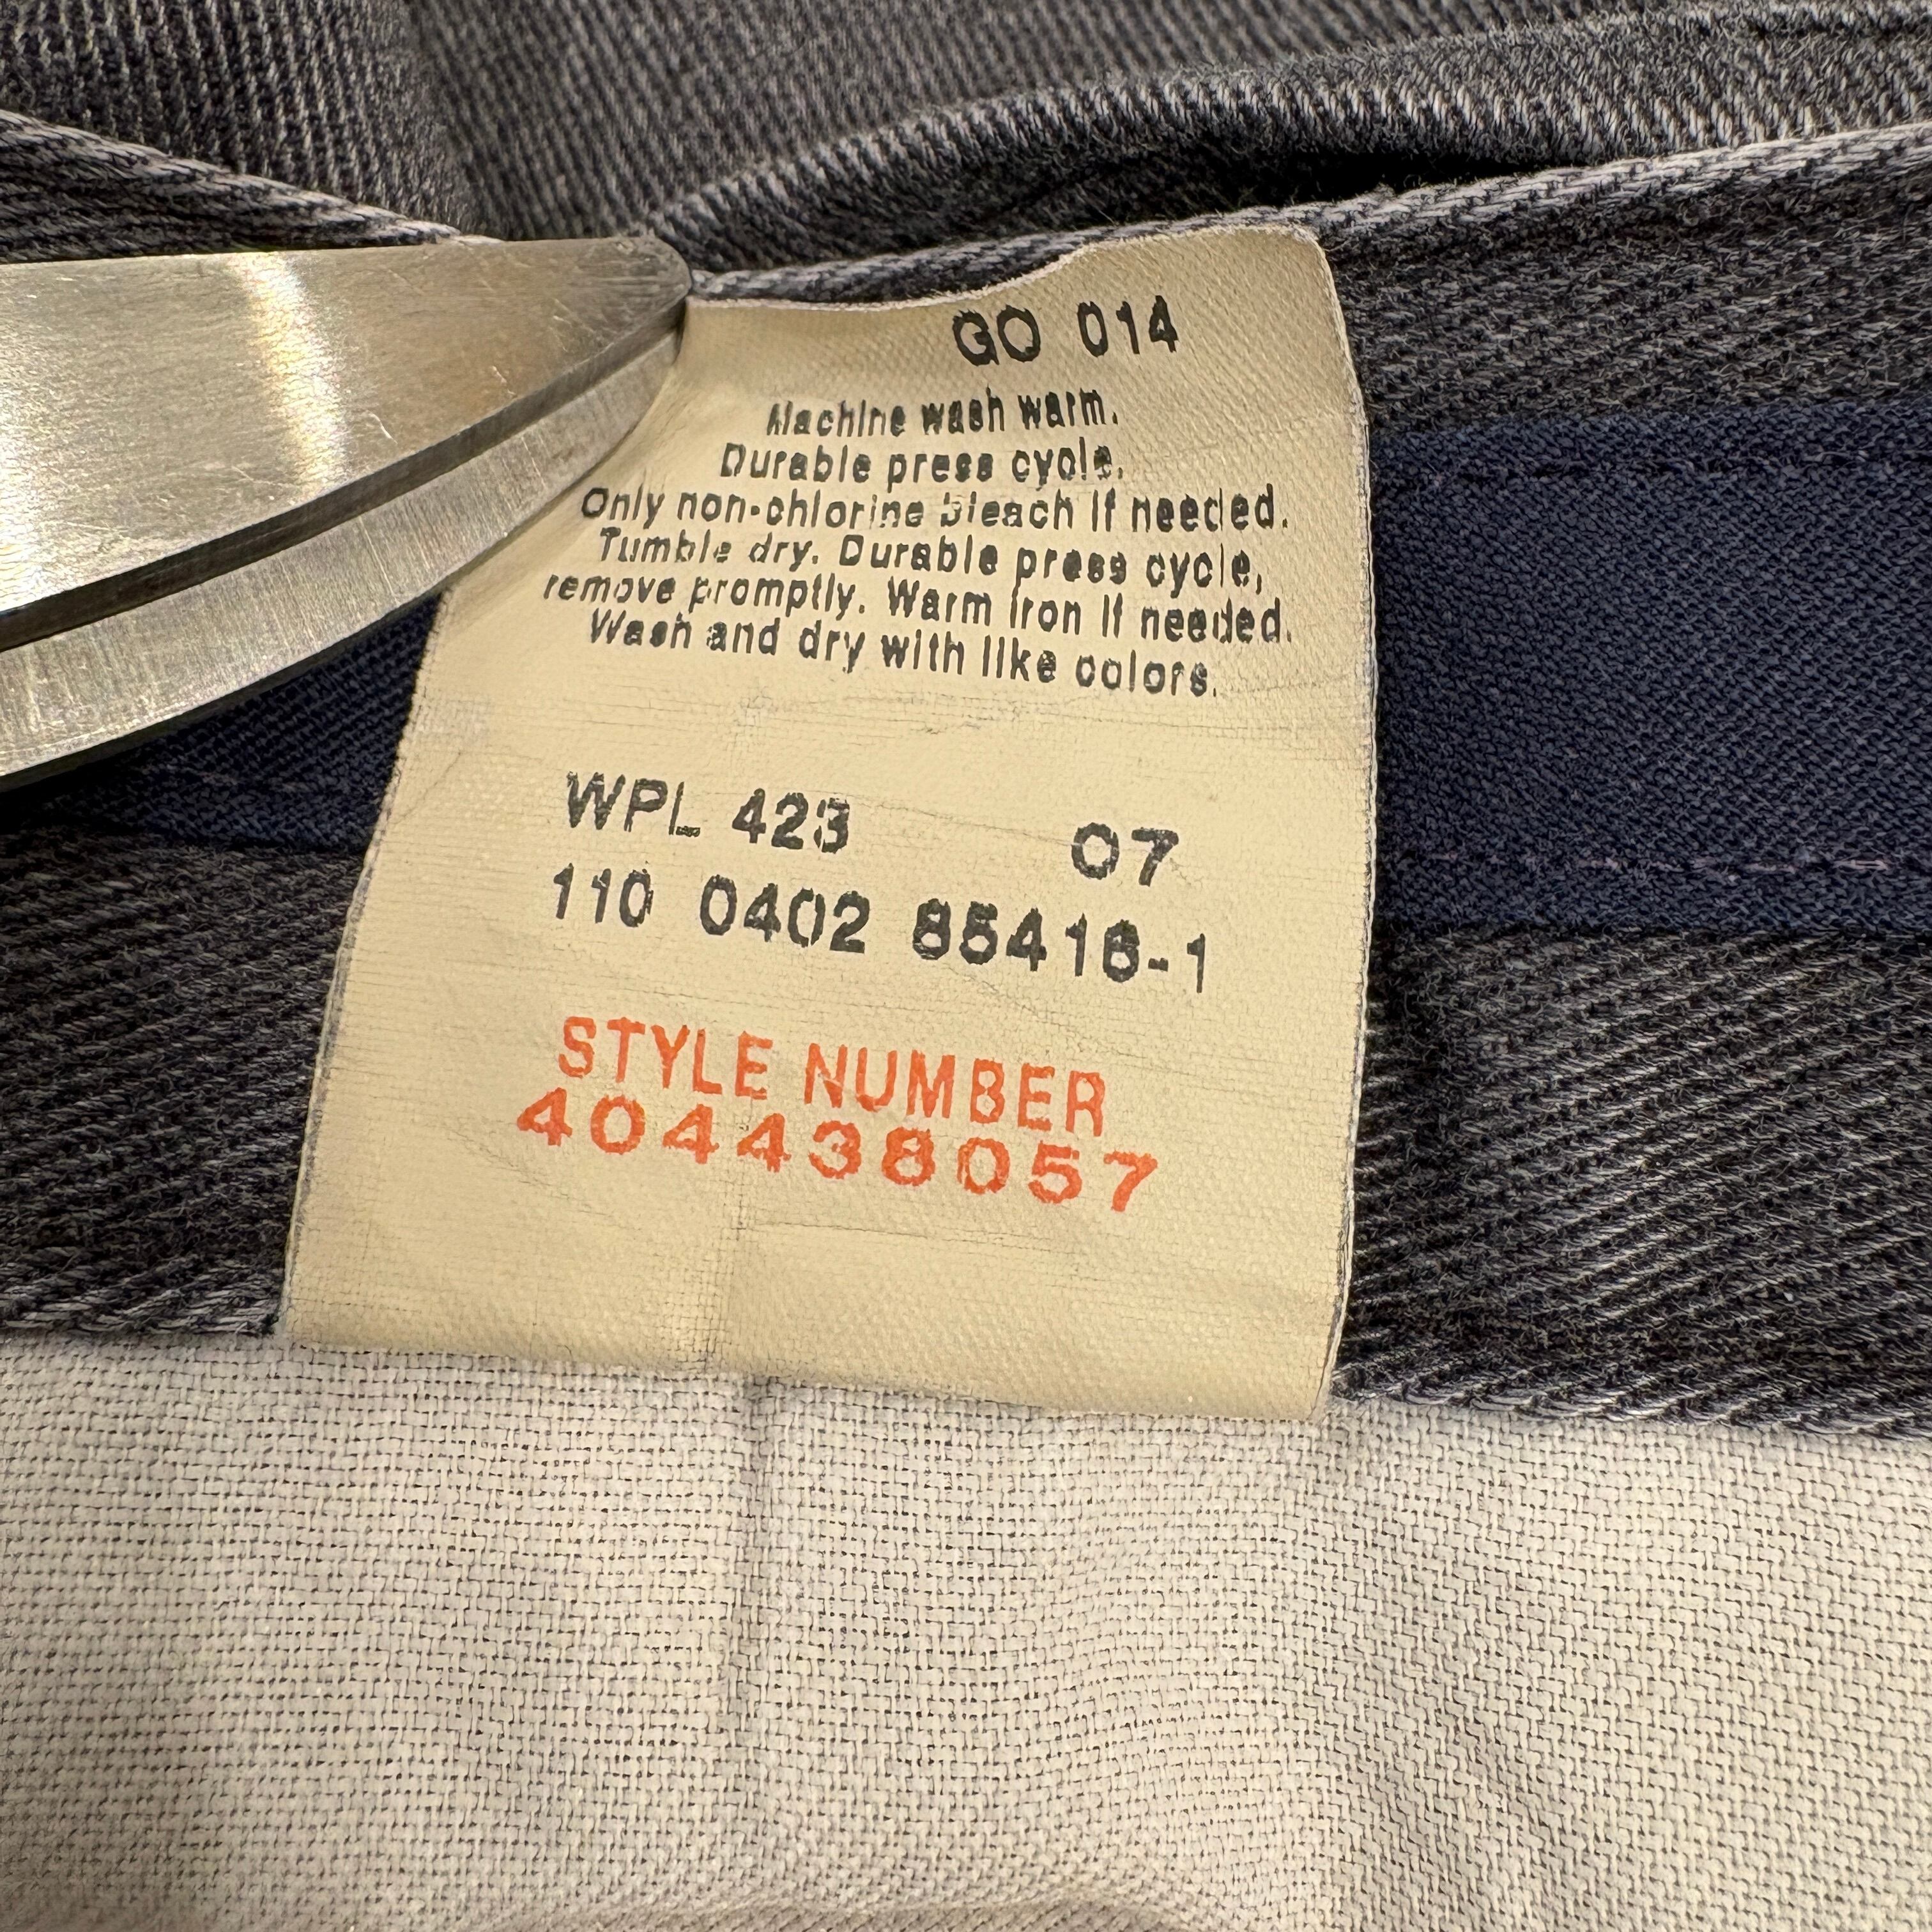 GO 014
Machine wash warm.
Durable press cycle.
Only non-chlorine bleach if needed.
Tumble dry. Durable press cycle,
remove promptly. Warm iron if needed.
Wash and dry with like colors.
WPL 423 07
110 0402 85416-1
STYLE NUMBER
404438057